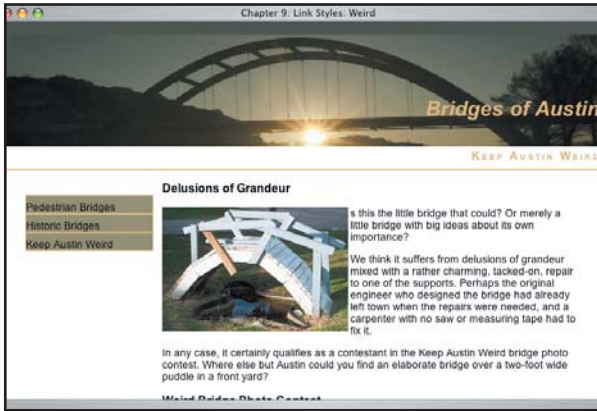 Chapter 9: Link Styles: Weird
Bridges of Austin
KEEP AUSTIN WEIRD
Pedestrian Bridges
Historic Bridges
Keep Austin Weird
Delusions of Grandeur
s this the little bridge that could? Or merely a
little bridge with big ideas about its own
importance?
We think it suffers from delusions of grandeur
mixed with a rather charming, tacked-on, repair
to one of the supports. Perhaps the original
engineer who designed the bridge had already
left town when the repairs were needed, and a
carpenter with no saw or measuring tape had to
fix it.
In any case, it certainly qualifies as a contestant in the Keep Austin Weird bridge photo
contest. Where else but Austin could you find an elaborate bridge over a two-foot wide
puddle in a front yard?
Weird Bridge Photo Contest